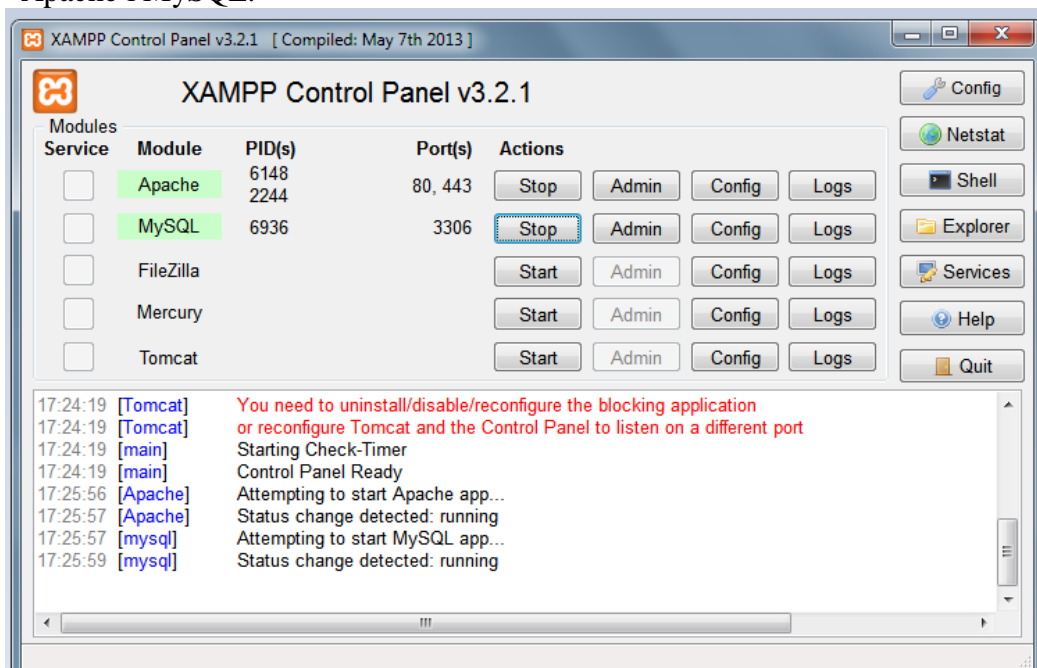 Apache i MySQL.
XAMPP Control Panel v3.2.1 [ Compiled: May 7th 2013 ]
XAMPP Control Panel v3.2.1
Config
Modules
Netstat
Service Module PID(s) Port(s) Actions
Apache 6148 2244 80, 443 Stop Admin Config Logs
Shell
MySQL 6936 3306 Stop Admin Config Logs
Explorer
FileZilla Start Admin Config Logs
Services
Mercury Start Admin Config Logs
Help
Tomcat Start Admin Config Logs
Quit
17:24:19 [Tomcat] You need to uninstall/disable/reconfigure the blocking application
17:24:19 [Tomcat] or reconfigure Tomcat and the Control Panel to listen on a different port
17:24:19 [main] Starting Check-Timer
17:24:19 [main] Control Panel Ready
17:25:56 [Apache] Attempting to start Apache app...
17:25:57 [Apache] Status change detected: running
17:25:57 [mysql] Attempting to start MySQL app...
17:25:59 [mysql] Status change detected: running